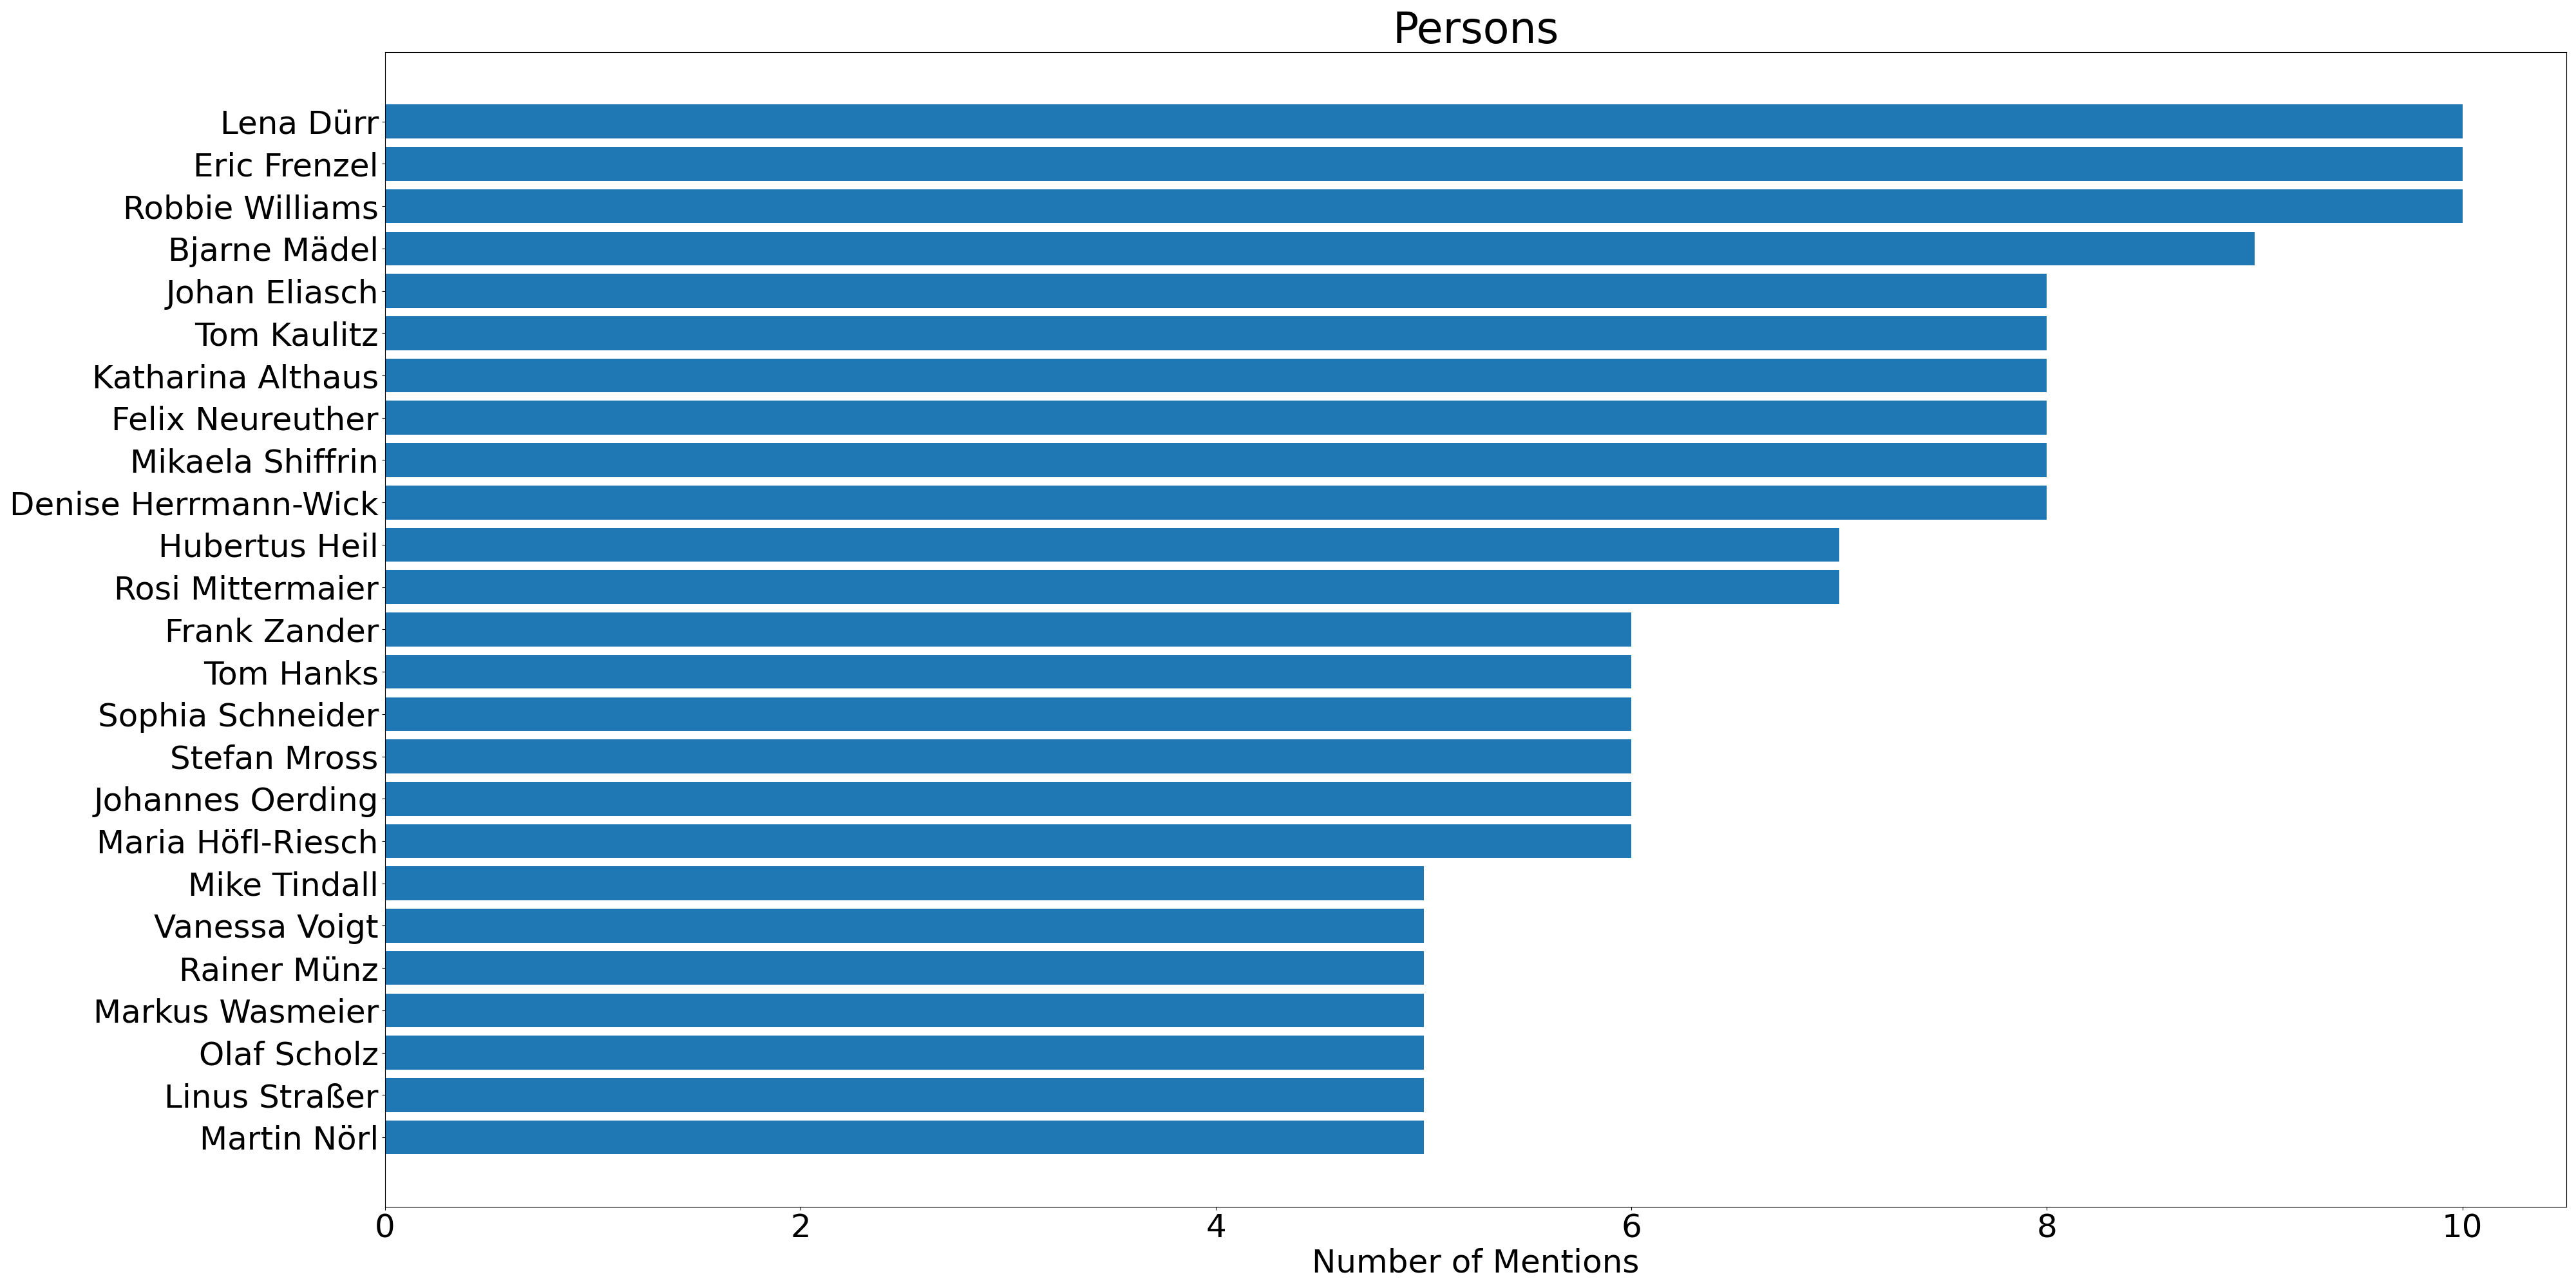 Persons
Lena Dürr
Eric Frenzel
Robbie Williams
Bjarne Mädel
Johan Eliasch
Tom Kaulitz
Katharina Althaus
Felix Neureuther
Mikaela Shiffrin
Denise Herrmann-Wick
Hubertus Heil
Rosi Mittermaier
Frank Zander
Tom Hanks
Sophia Schneider
Stefan Mross
Johannes Oerding
Maria Höfl-Riesch
Mike Tindall
Vanessa Voigt
Rainer Münz
Markus Wasmeier
Olaf Scholz
Linus Straßer
Martin Nörl
0 2 4 6 8 10
Number of Mentions